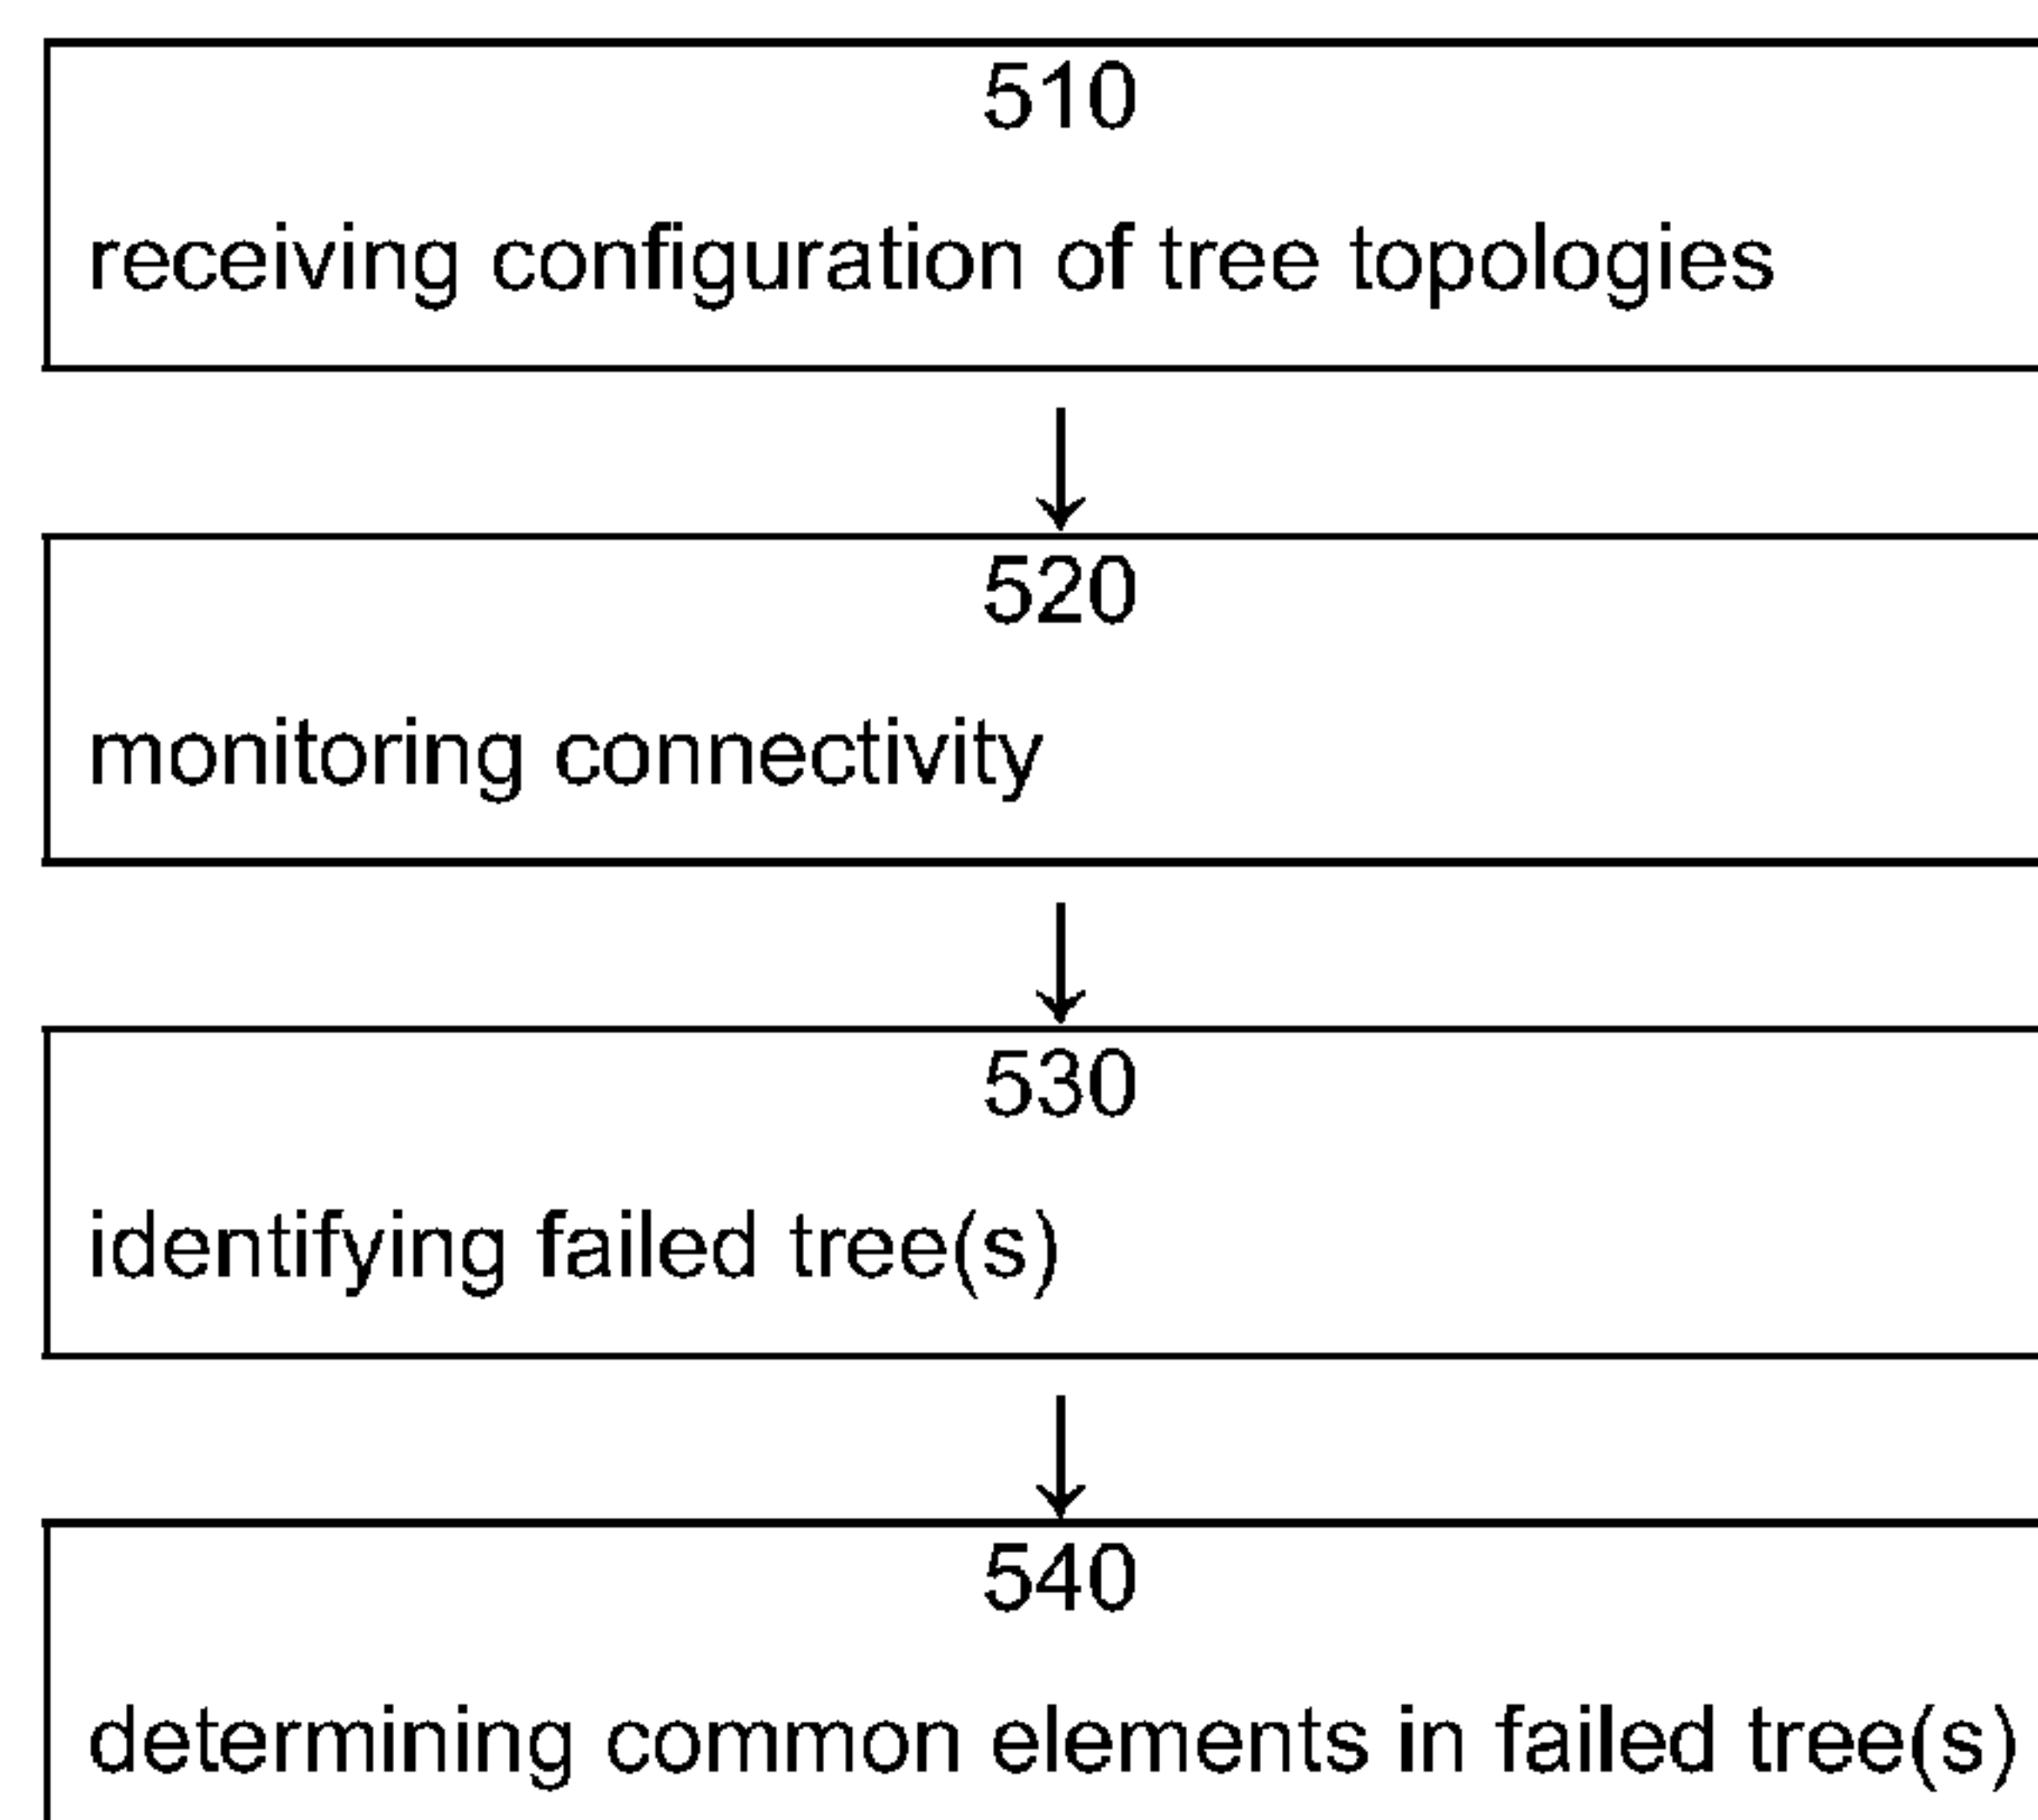 510
receiving configuration of tree topologies
520
monitoring connectivity
530
identifying failed tree(s)
540
determining common elements in failed tree(s)